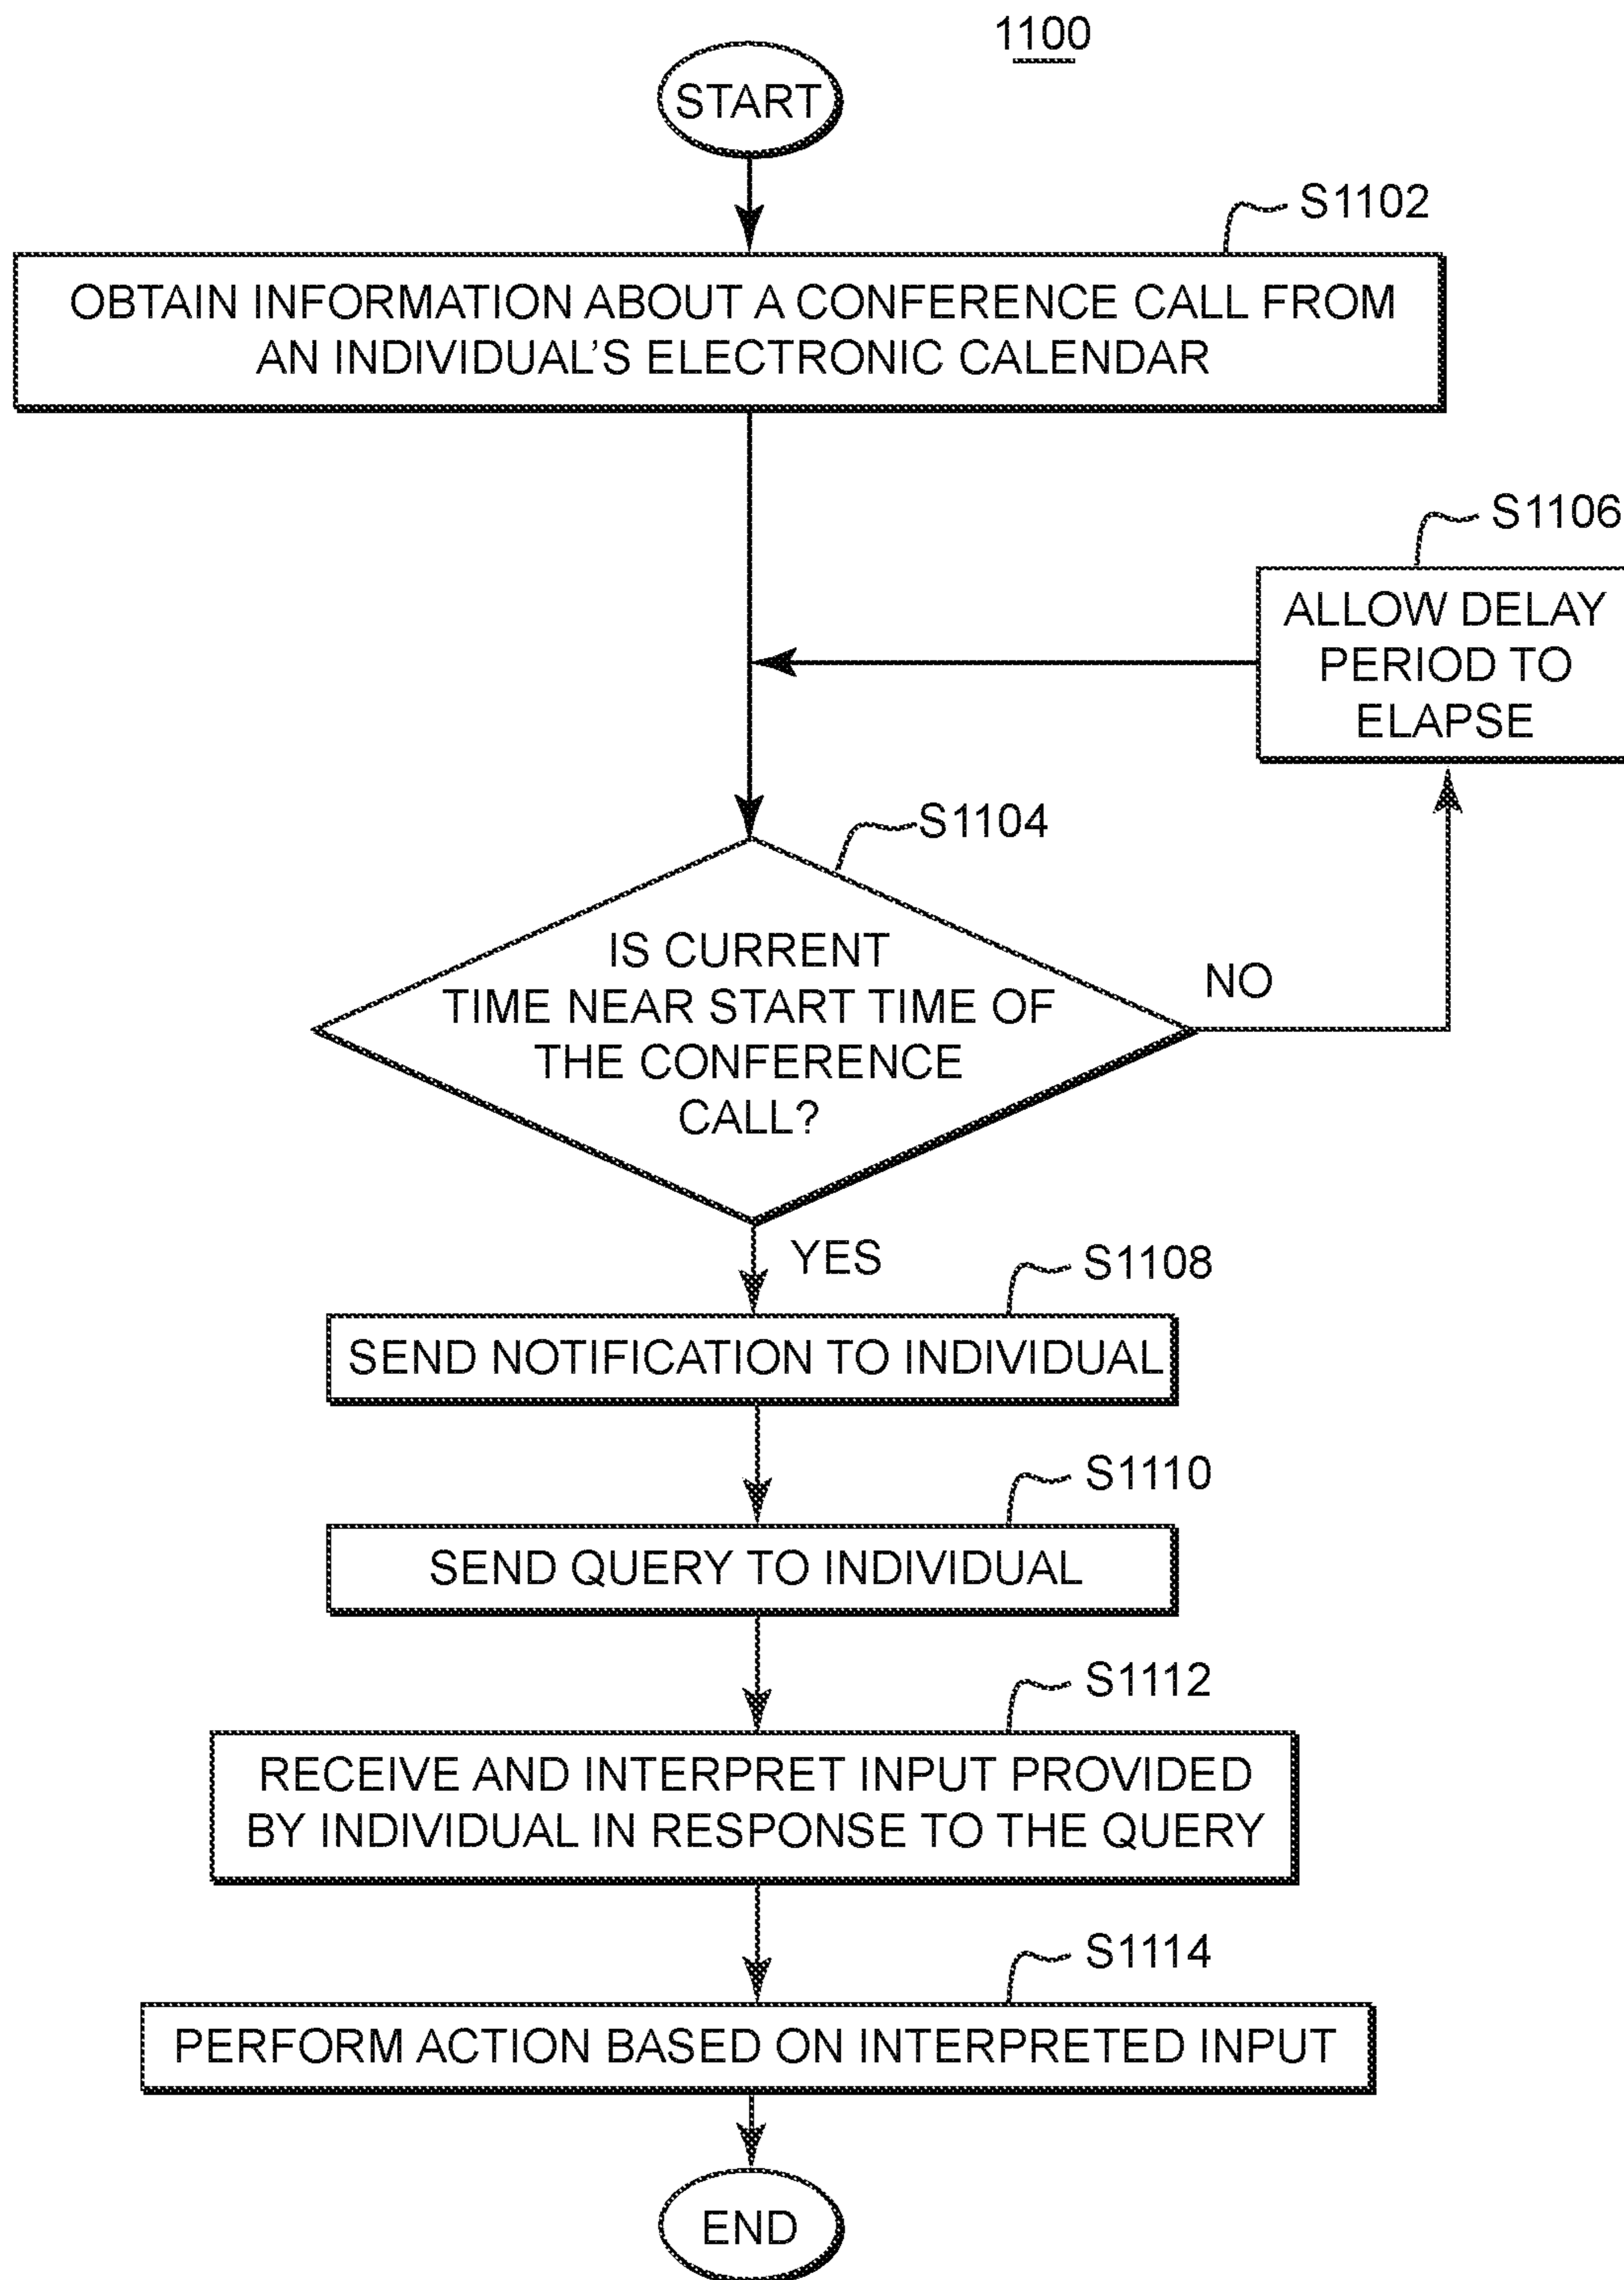 1100
START
S1102
OBTAIN INFORMATION ABOUT A CONFERENCE CALL FROM
AN INDIVIDUAL'S ELECTRONIC CALENDAR
S1106
ALLOW DELAY
PERIOD TO
ELAPSE
S1104
IS CURRENT
TIME NEAR START TIME OF
THE CONFERENCE
CALL?
NO
YES
S1108
SEND NOTIFICATION TO INDIVIDUAL
S1110
SEND QUERY TO INDIVIDUAL
S1112
RECEIVE AND INTERPRET INPUT PROVIDED
BY INDIVIDUAL IN RESPONSE TO THE QUERY
S1114
PERFORM ACTION BASED ON INTERPRETED INPUT
END